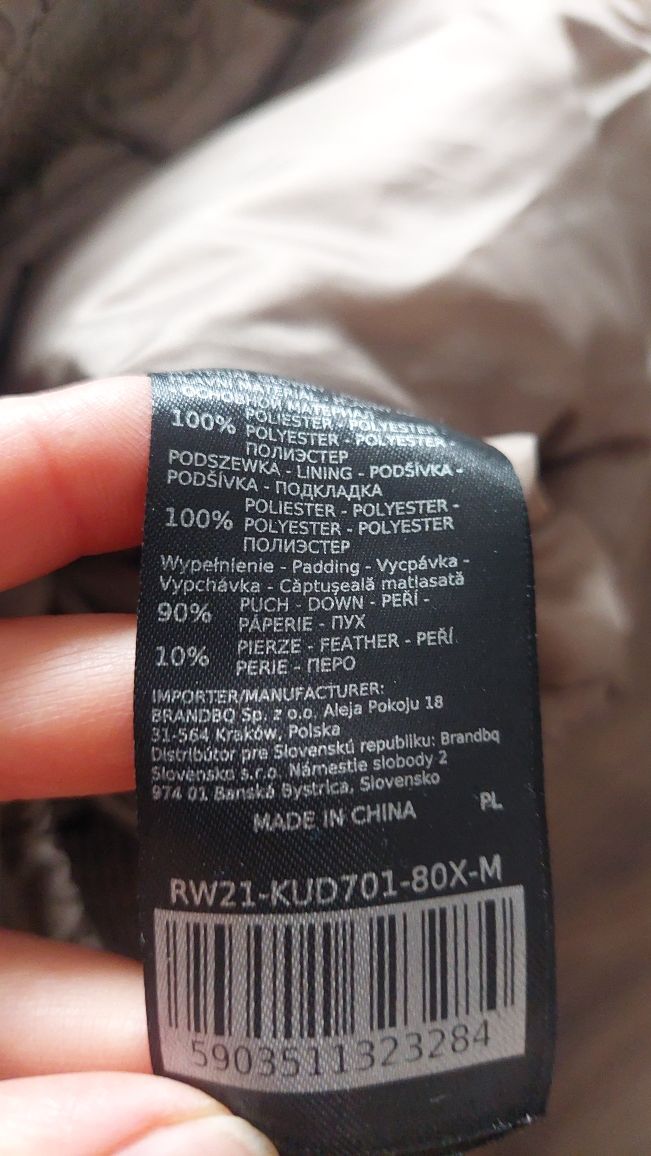 100%
POLIESTER - POLYESTER
POLYESTER - POLYESTER
ПОЛИЭСТЕР
PODSZEWKA - LINING - PODŠÍVKA -
PODŠÍVKA - ПОДКЛАДКА
100%
POLIESTER - POLYESTER -
POLYESTER - POLYESTER
ПОЛИЭСТЕР
Wypełnienie - Padding - Vycpávka -
Vypchávka - Căptușeală matlasată
90%
PUCH - DOWN - PEŘÍ -
PÁPERIE - ПУХ
10%
PIERZE - FEATHER - PEŘÍ
PERIE - ПЕРО
IMPORTER/MANUFACTURER:
BRANDBQ Sp. z o.o. Aleja Pokoju 18
31-564 Kraków, Polska
Distribútor pre Slovenskú republiku: Brandbq
Slovensko s.r.o. Námestie slobody 2
974 01 Banská Bystrica, Slovensko
MADE IN CHINA
PL
RW21-KUD701-80X-M
5903511323284